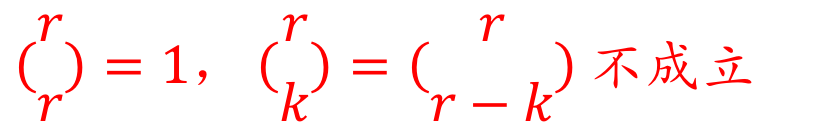 (r r) = 1， (r k) = (r r − k) 不成立